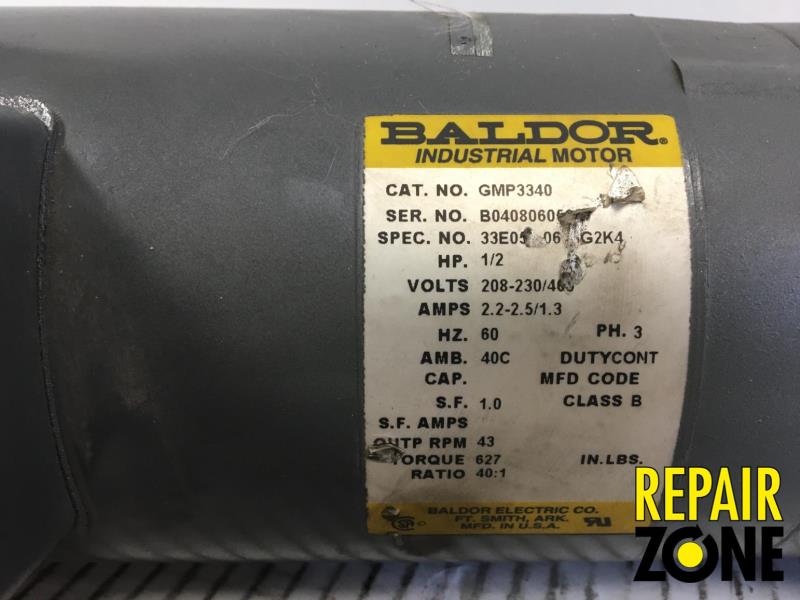 BALDOR®
INDUSTRIAL MOTOR
CAT. NO. GMP3340
SER. NO.
SPEC. NO.
HP. 1/2
VOLTS
AMPS 2.2-2.5/1.3
HZ. 60 PH. 3
AMB. 40C DUTYCONT
CAP. MFD CODE
S.F. 1.0 CLASS B
S.F. AMPS
RPM 43
TORQUE 627 IN.LBS.
RATIO 40:1
BALDOR ELECTRIC CO.
FT. SMITH, ARK.
MFD. IN U.S.A.
REPAIR
ZONE